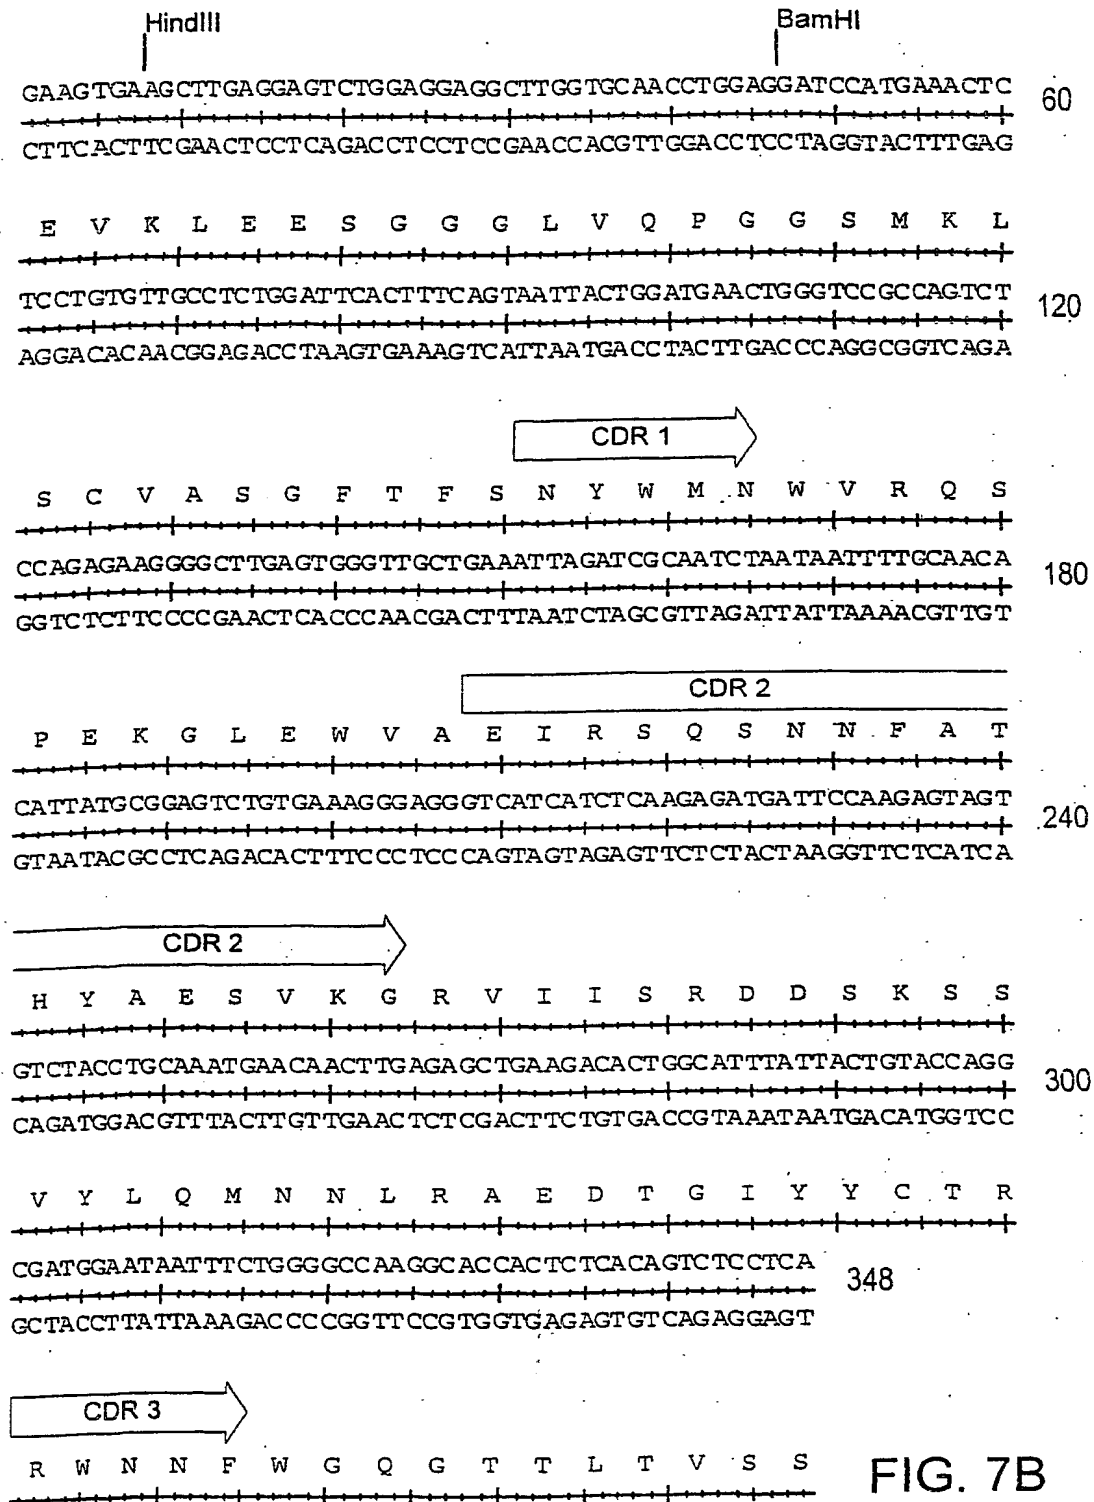 HindIII BamHI
GAAGTGAAGCTTGAGGAGTCTGGAGGAGGCTTGGTGCAACCTGGAGGATCCATGAAACTC
60
CTTCACTTCGAACTCCTCAGACCTCCTCCGAACCACGTTGGACCTCCTAGGTACTTTGAG
E V K L E E S G G G L V Q P G G S M K L
TCCTGTGTTGCCTCTGGATTCACTTTCAGTAATTACTGGATGAACTGGGTCCGCCAGTCT
120
AGGACACAACGGAGACCTAAGTGAAAGTCATTAATGACCTACTTGACCCAGGCGGTCAGA
CDR 1
S C V A S G F T F S N Y W M N W V R Q S
CCAGAGAAGGGGCTTGAGTGGGTTGCTGAAATTAGATCGCAATCTAATAATTTTGCAACA
180
GGTCTCTTCCCCGAACTCACCCAACGACTTTAATCTAGCGTTAGATTATTAAAACGTTGT
CDR 2
P E K G L E W V A E I R S Q S N N F A T
CATTATGCGGAGTCTGTGAAAGGGAGGGTCATCATCTCAAGAGATGATTCCAAGAGTAGT
240
GTAATACGCCTCAGACACTTTCCCTCCCAGTAGTAGAGTTCTCTACTAAGGTTCTCATCA
CDR 2
H Y A E S V K G R V I I S R D D S K S S
GTCTACCTGCAAATGAACAACTTGAGAGCTGAAGACACTGGCATTTATTACTGTACCAGG
300
CAGATGGACGTTTACTTGTTGAACTCTCGACTTCTGTGACCGTAAATAATGACATGGTCC
V Y L Q M N N L R A E D T G I Y Y C T R
CGATGGAATAATTTCTGGGGCCAAGGCACCACTCTCACAGTCTCCTCA
348
GCTACCTTATTAAAGACCCCGGTTCCGTGGTGAGAGTGTCAGAGGAGT
CDR 3
R W N N F W G Q G T T L T V S S
FIG. 7B